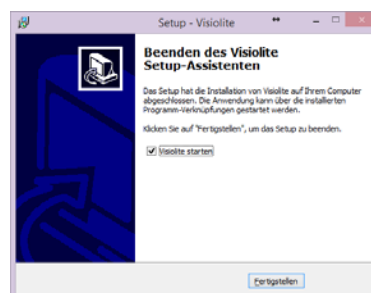 Setup - Visiolite
Beenden des Visiolite
Setup-Assistenten
Das Setup hat die Installation von Visiolite auf Ihrem Computer
abgeschlossen. Die Anwendung kann über die installierten
Programm-Verknüpfungen gestartet werden.
Klicken Sie auf "Fertigstellen", um das Setup zu beenden.
Visiolite starten
Fertigstellen